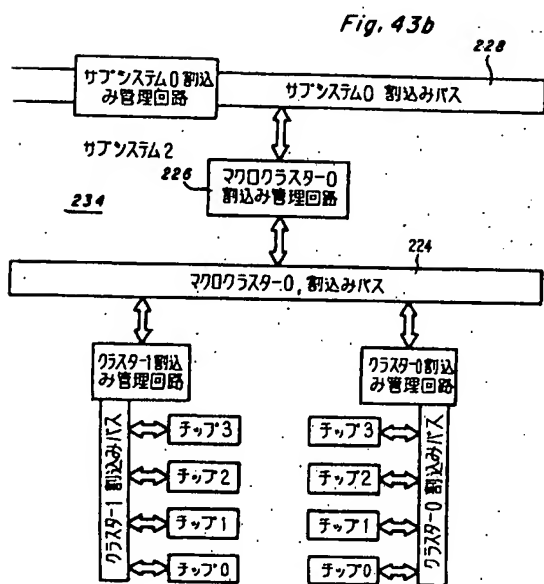 Fig. 43b
228
サブシステム0 割込
み管理回路
サブシステム0 割込みバス
サブシステム2
226
マクロクラスター0
割込み管理回路
234
224
マクロクラスター0, 割込みバス
クラスター1 割込
み管理回路
クラスター0 割込
み管理回路
クラスター1 割込みバス
チップ3
チップ2
チップ1
チップ0
チップ3
チップ2
チップ1
チップ0
クラスター0 割込みバス